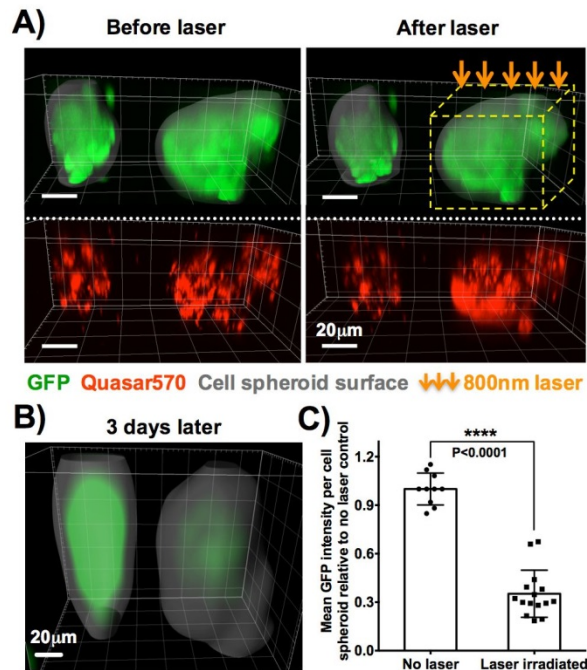 A)
Before laser
After laser
20μm
GFP Quasar570 Cell spheroid surface 800nm laser
B)
3 days later
20μm
C)
****
P<0.0001
Mean GFP intensity per cell
spheroid relative to no laser control
1.2
0.9
0.6
0.3
0.0
No laser
Laser irradiated